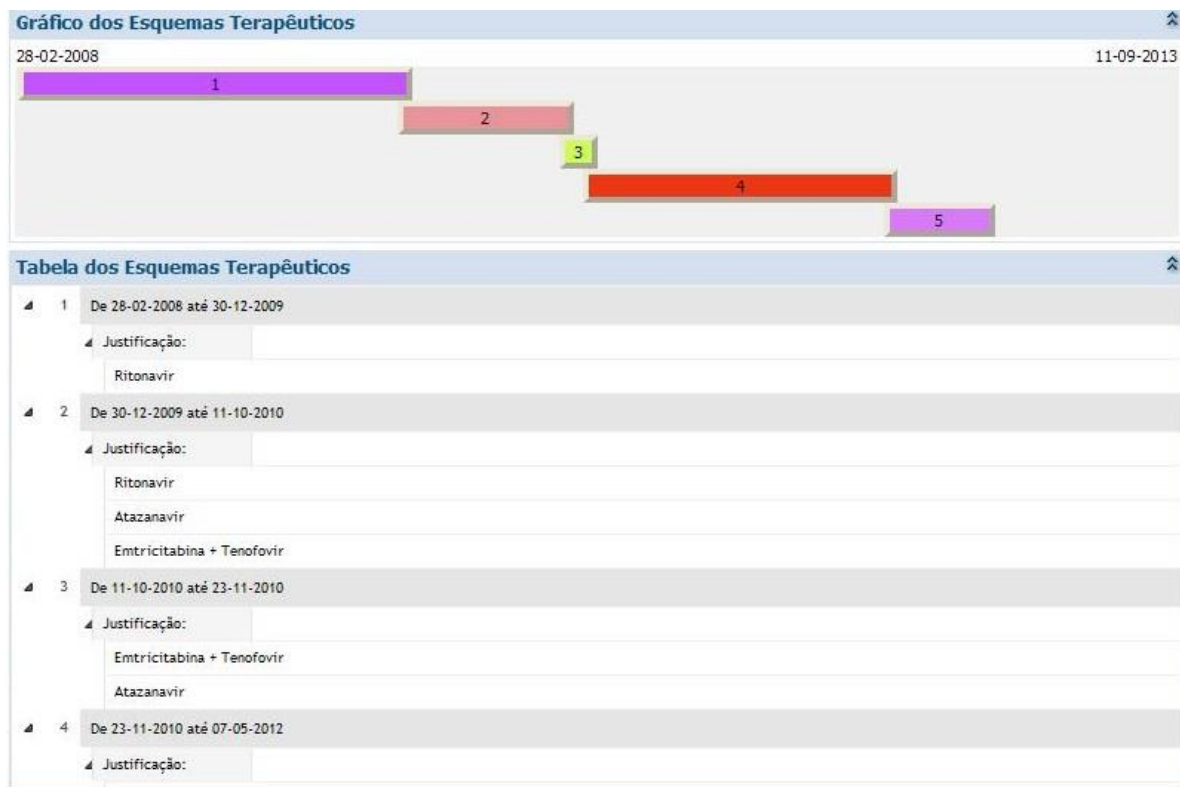 Gráfico dos Esquemas Terapêuticos
28-02-2008 11-09-2013
1
2
3
4
5
Tabela dos Esquemas Terapêuticos
1 De 28-02-2008 até 30-12-2009
Justificação:
Ritonavir
2 De 30-12-2009 até 11-10-2010
Justificação:
Ritonavir
Atazanavir
Emtricitabina + Tenofovir
3 De 11-10-2010 até 23-11-2010
Justificação:
Emtricitabina + Tenofovir
Atazanavir
4 De 23-11-2010 até 07-05-2012
Justificação: